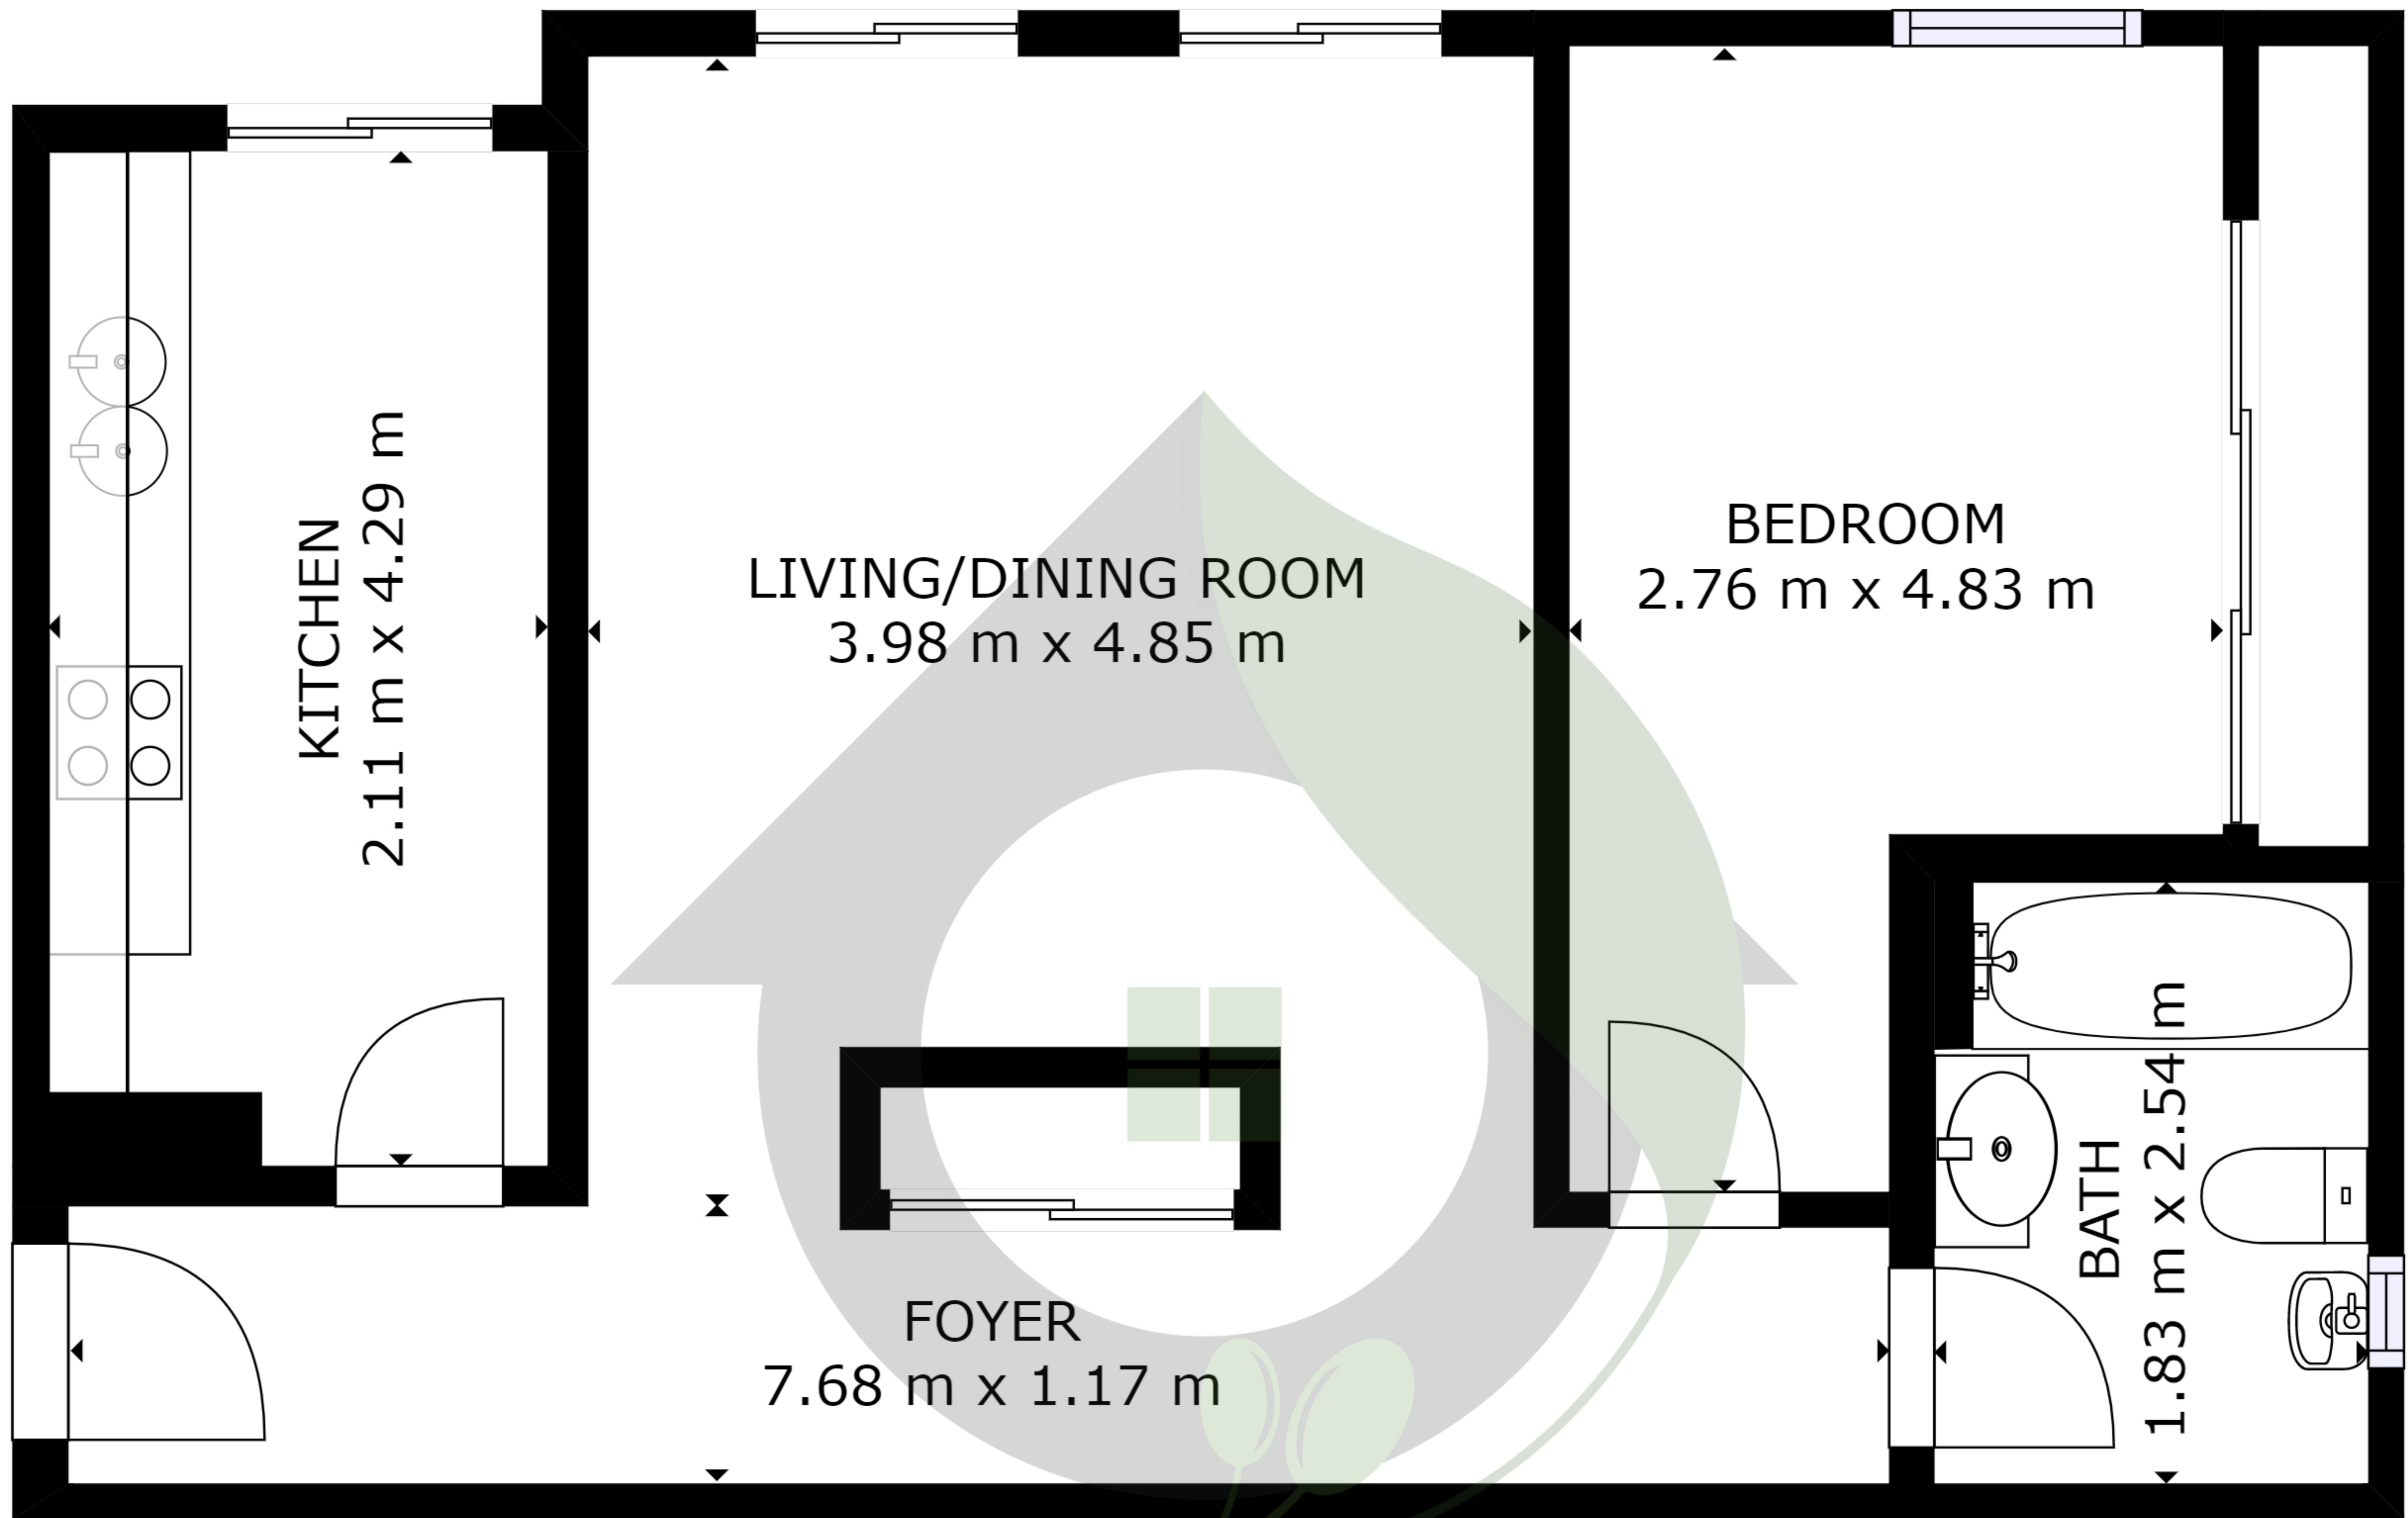 KITCHEN
2.11 m x 4.29 m
LIVING/DINING ROOM
3.98 m x 4.85 m
BEDROOM
2.76 m x 4.83 m
BATH
1.83 m x 2.54 m
FOYER
7.68 m x 1.17 m